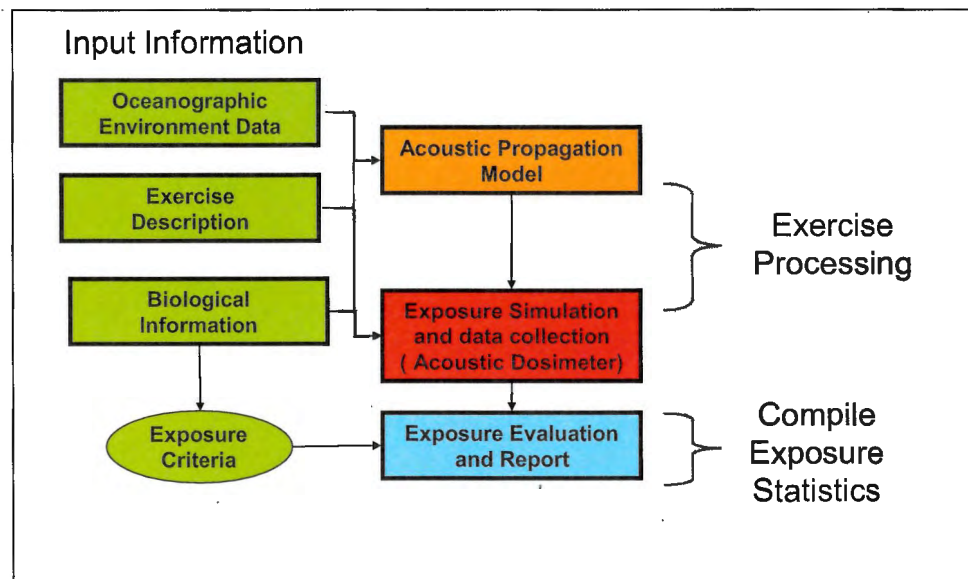 Input Information
Oceanographic
Environment Data
Exercise
Description
Biological
Information
Exposure
Criteria
Acoustic Propagation
Model
Exposure Simulation
and data collection
( Acoustic Dosimeter)
Exposure Evaluation
and Report
Exercise
Processing
Compile
Exposure
Statistics